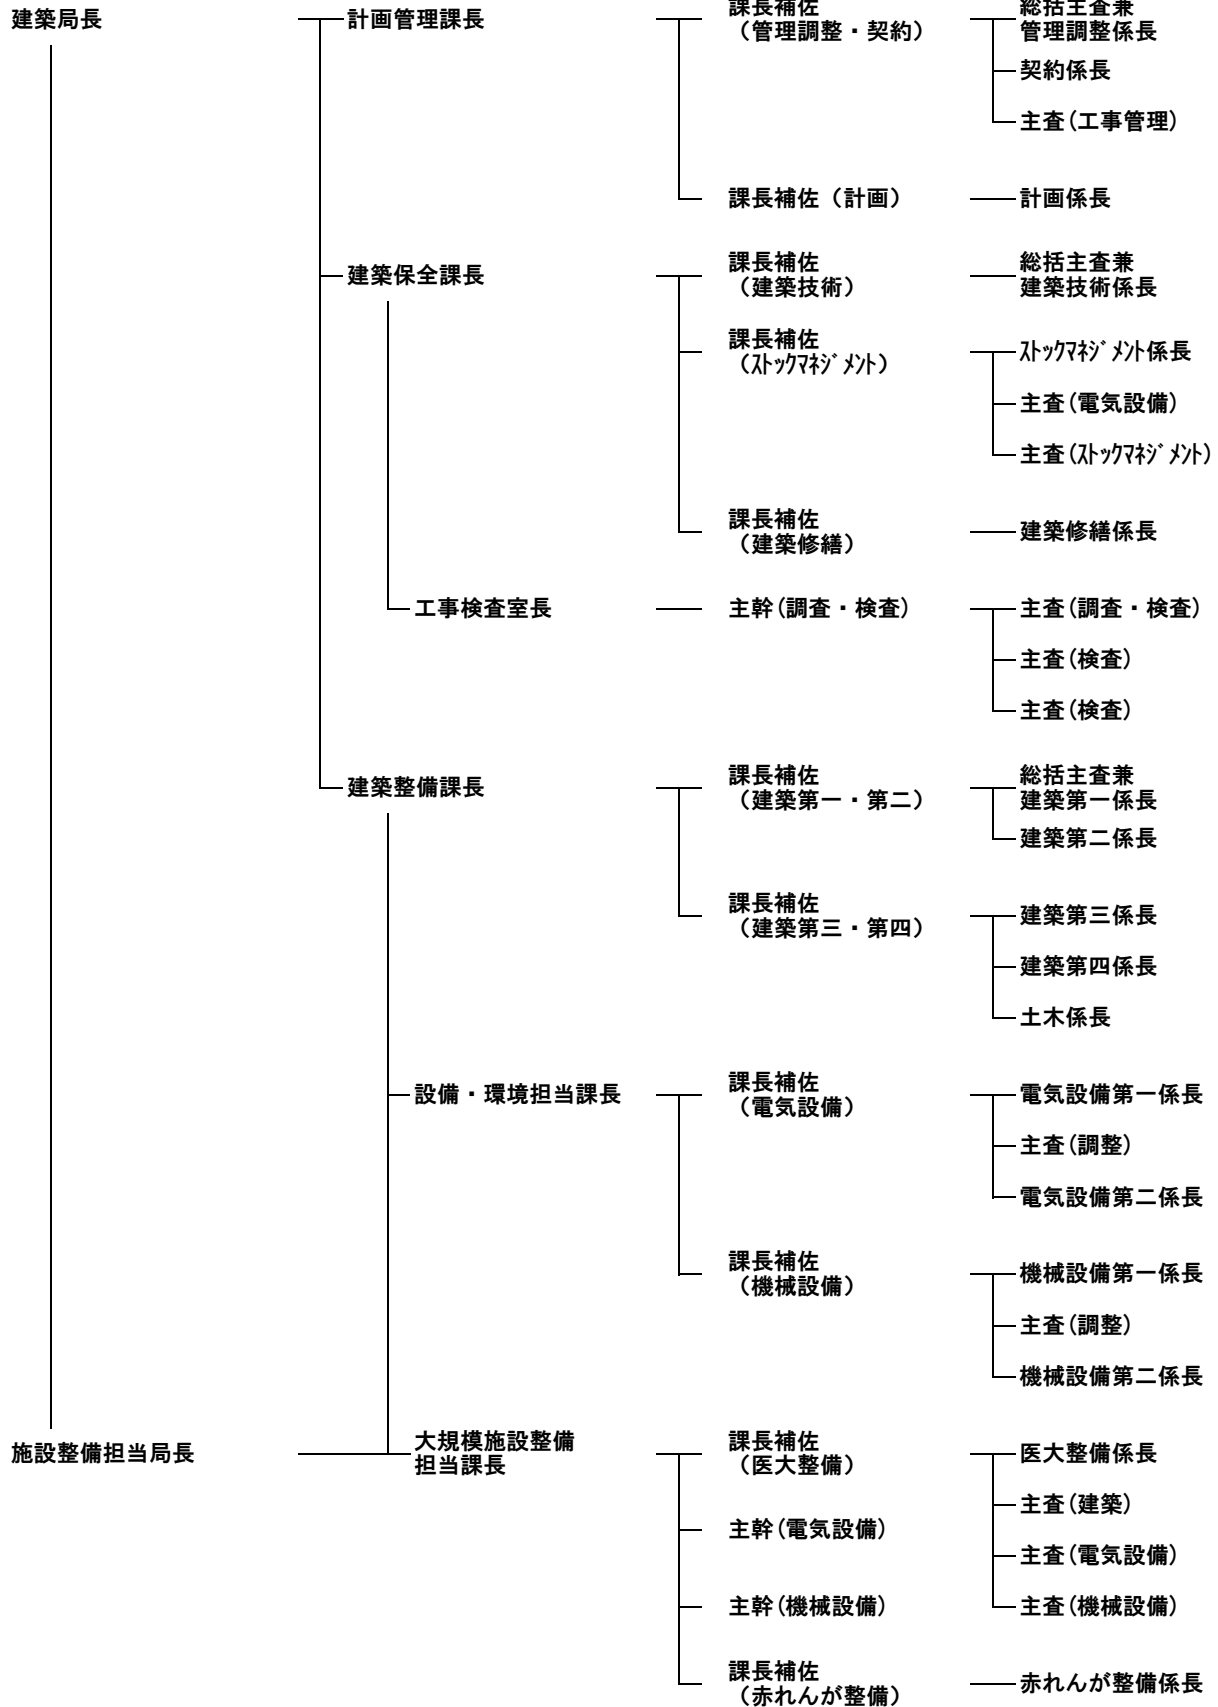 建築局長
計画管理課長
課長補佐
（管理調整・契約）
総括主査兼
管理調整係長
契約係長
主査(工事管理)
課長補佐（計画）
計画係長
建築保全課長
課長補佐
（建築技術）
総括主査兼
建築技術係長
課長補佐
（ｽﾄｯｸﾏﾈｼﾞﾒﾝﾄ）
ｽﾄｯｸﾏﾈｼﾞﾒﾝﾄ係長
主査(電気設備)
主査(ｽﾄｯｸﾏﾈｼﾞﾒﾝﾄ)
課長補佐
（建築修繕）
建築修繕係長
工事検査室長
主幹(調査・検査)
主査(調査・検査)
主査(検査)
主査(検査)
建築整備課長
課長補佐
（建築第一・第二）
総括主査兼
建築第一係長
建築第二係長
課長補佐
（建築第三・第四）
建築第三係長
建築第四係長
土木係長
設備・環境担当課長
課長補佐
（電気設備）
電気設備第一係長
主査(調整)
電気設備第二係長
課長補佐
（機械設備）
機械設備第一係長
主査(調整)
機械設備第二係長
施設整備担当局長
大規模施設整備
担当課長
課長補佐
（医大整備）
医大整備係長
主査(建築)
主幹(電気設備)
主査(電気設備)
主幹(機械設備)
主査(機械設備)
課長補佐
（赤れんが整備）
赤れんが整備係長